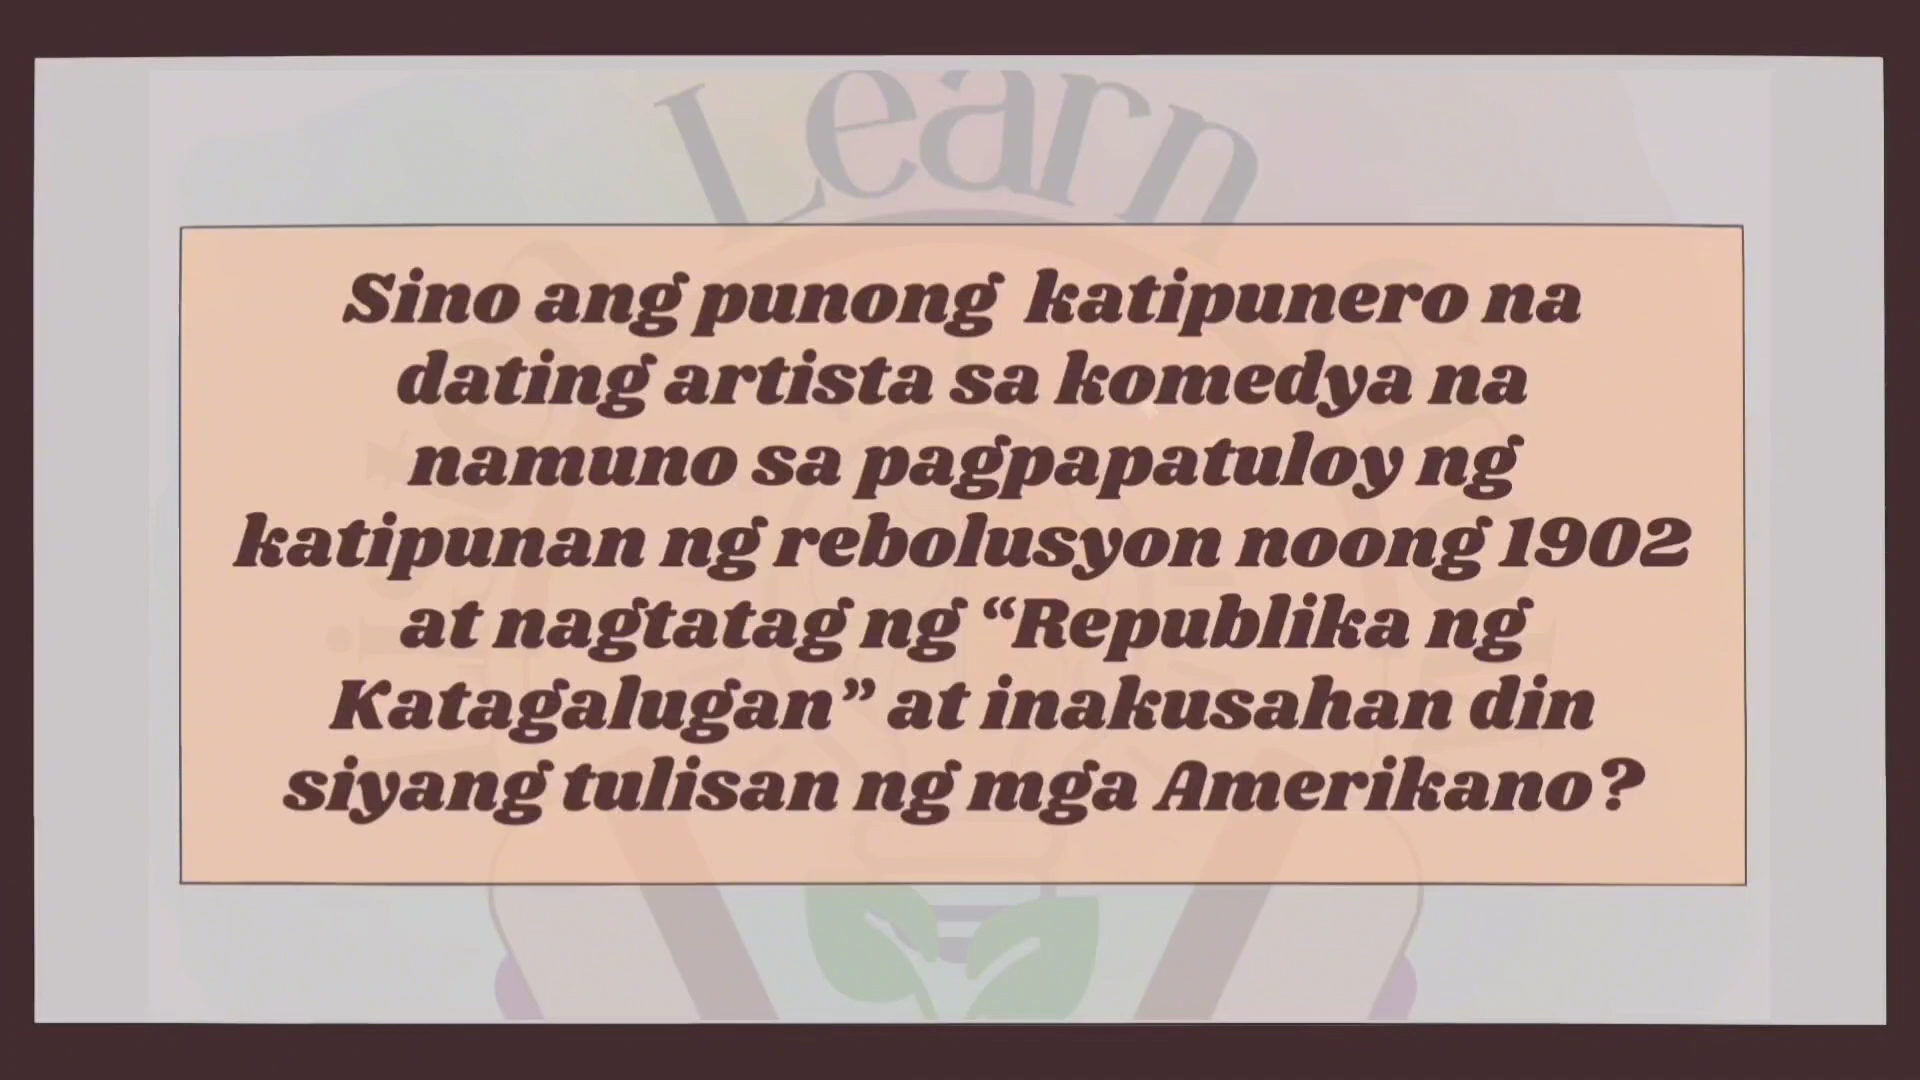 Learn
Sino ang punong katipunero na
dating artista sa komedya na
namuno sa pagpapatuloy ng
katipunan ng rebolusyon noong 1902
at nagtatag ng “Republika ng
Katagalugan” at inakusahan din
siyang tulisan ng mga Amerikano?